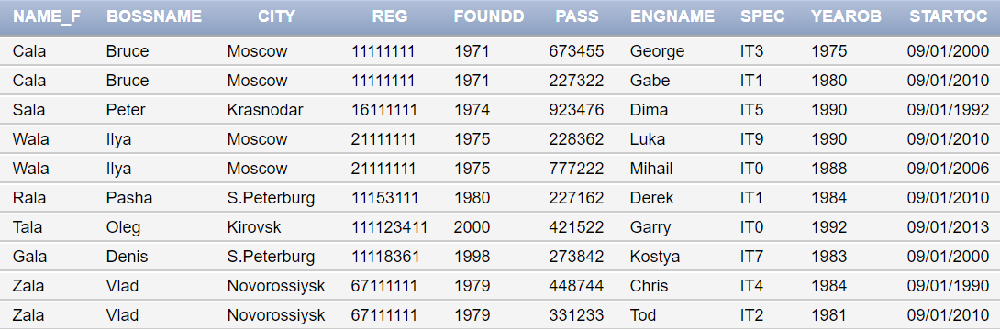 NAME_F BOSSNAME CITY REG FOUNDD PASS ENGNAME SPEC YEAROB STARTOC
Cala Bruce Moscow 11111111 1971 673455 George IT3 1975 09/01/2000
Cala Bruce Moscow 11111111 1971 227322 Gabe IT1 1980 09/01/2010
Sala Peter Krasnodar 16111111 1974 923476 Dima IT5 1990 09/01/1992
Wala Ilya Moscow 21111111 1975 228362 Luka IT9 1990 09/01/2010
Wala Ilya Moscow 21111111 1975 777222 Mihail IT0 1988 09/01/2006
Rala Pasha S.Peterburg 11153111 1980 227162 Derek IT1 1984 09/01/2010
Tala Oleg Kirovsk 111123411 2000 421522 Garry IT0 1992 09/01/2013
Gala Denis S.Peterburg 11118361 1998 273842 Kostya IT7 1983 09/01/2000
Zala Vlad Novorossiysk 67111111 1979 448744 Chris IT4 1984 09/01/1990
Zala Vlad Novorossiysk 67111111 1979 331233 Tod IT2 1981 09/01/2010